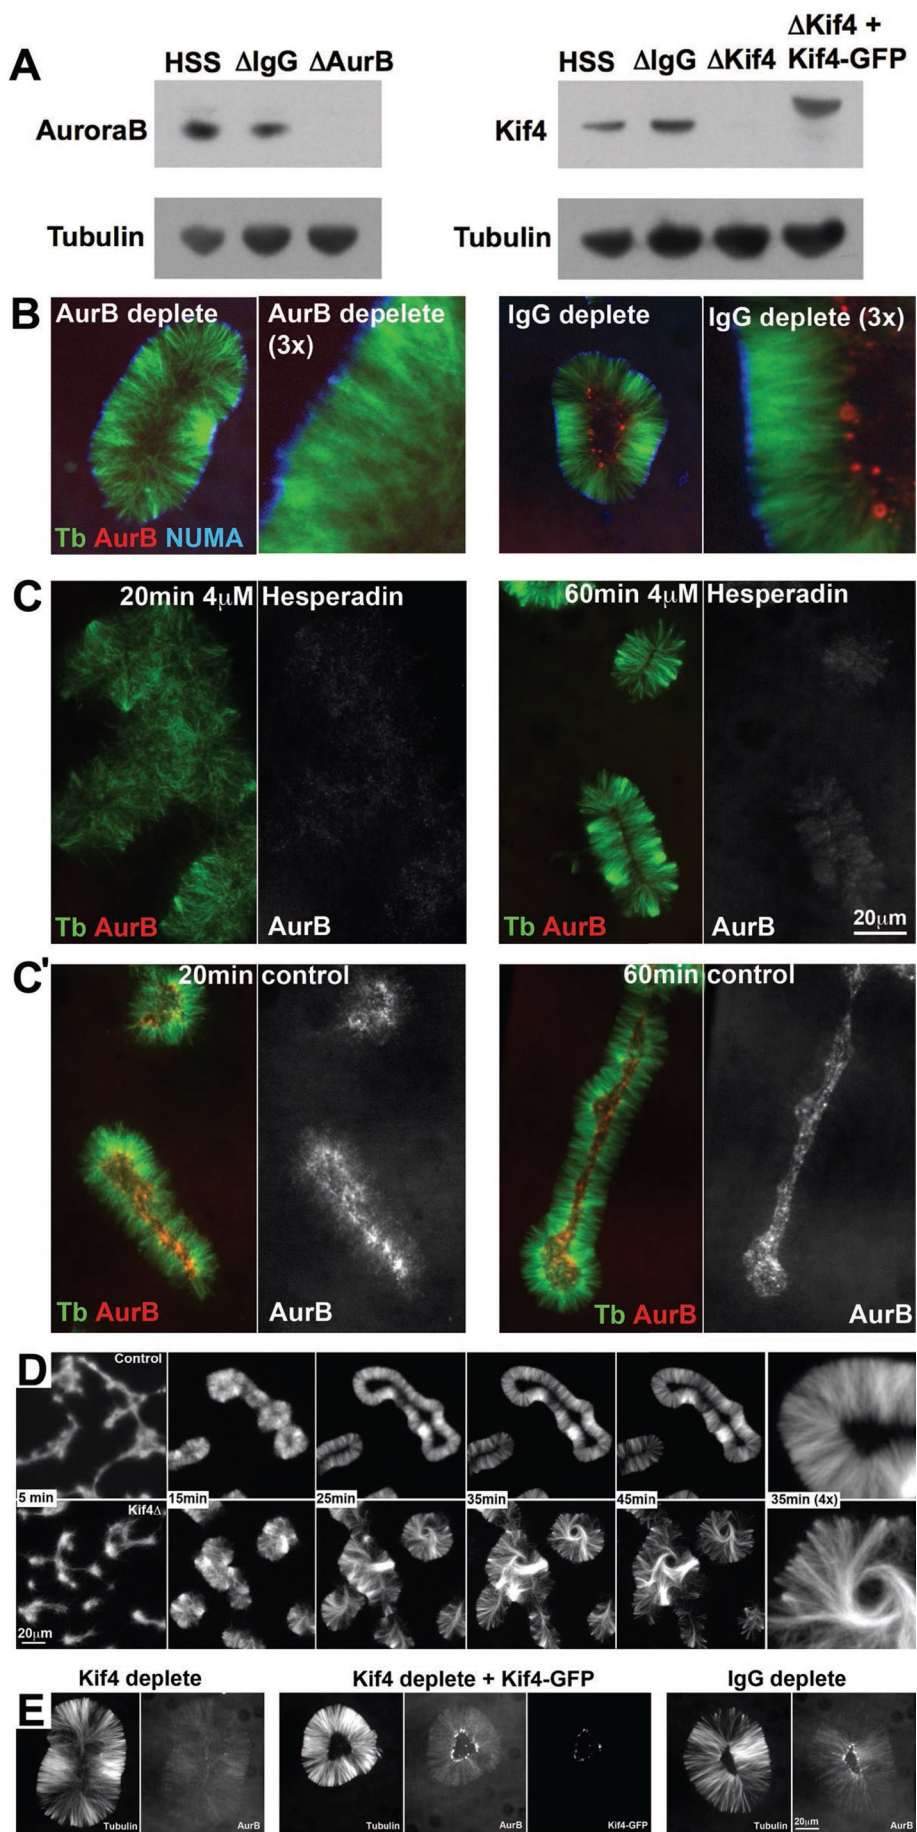 A
HSS ΔIgG ΔAurB
AuroraB
Tubulin
HSS ΔIgG ΔKif4 ΔKif4 +
Kif4-GFP
Kif4
Tubulin
B
AurB deplete
AurB depelete
(3x)
IgG deplete
IgG deplete (3x)
Tb AurB NUMA
C
20min 4μM Hesperadin
60min 4μM Hesperadin
Tb AurB
AurB
Tb AurB
AurB
20μm
C'
20min control
60min control
Tb AurB
AurB
Tb AurB
AurB
D
Control
5 min
15min
25min
35min
45min
35min (4x)
Kif4Δ
20μm
E
Kif4 deplete
Kif4 deplete + Kif4-GFP
IgG deplete
Tubulin
AurB
Tubulin
AurB
Kif4-GFP
Tubulin
20μm
AurB